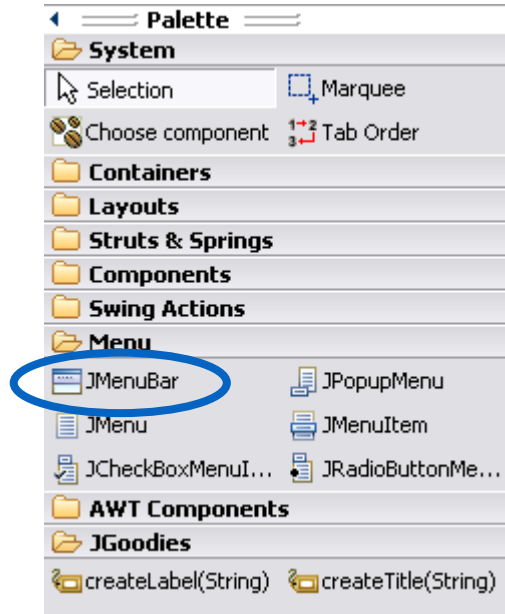 Palette
System
Selection Marquee
Choose component Tab Order
Containers
Layouts
Struts & Springs
Components
Swing Actions
Menu
JMenuBar JPopupMenu
JMenu JMenuItem
JCheckBoxMenuI... JRadioButtonMe...
AWT Components
JGoodies
createLabel(String) createTitle(String)